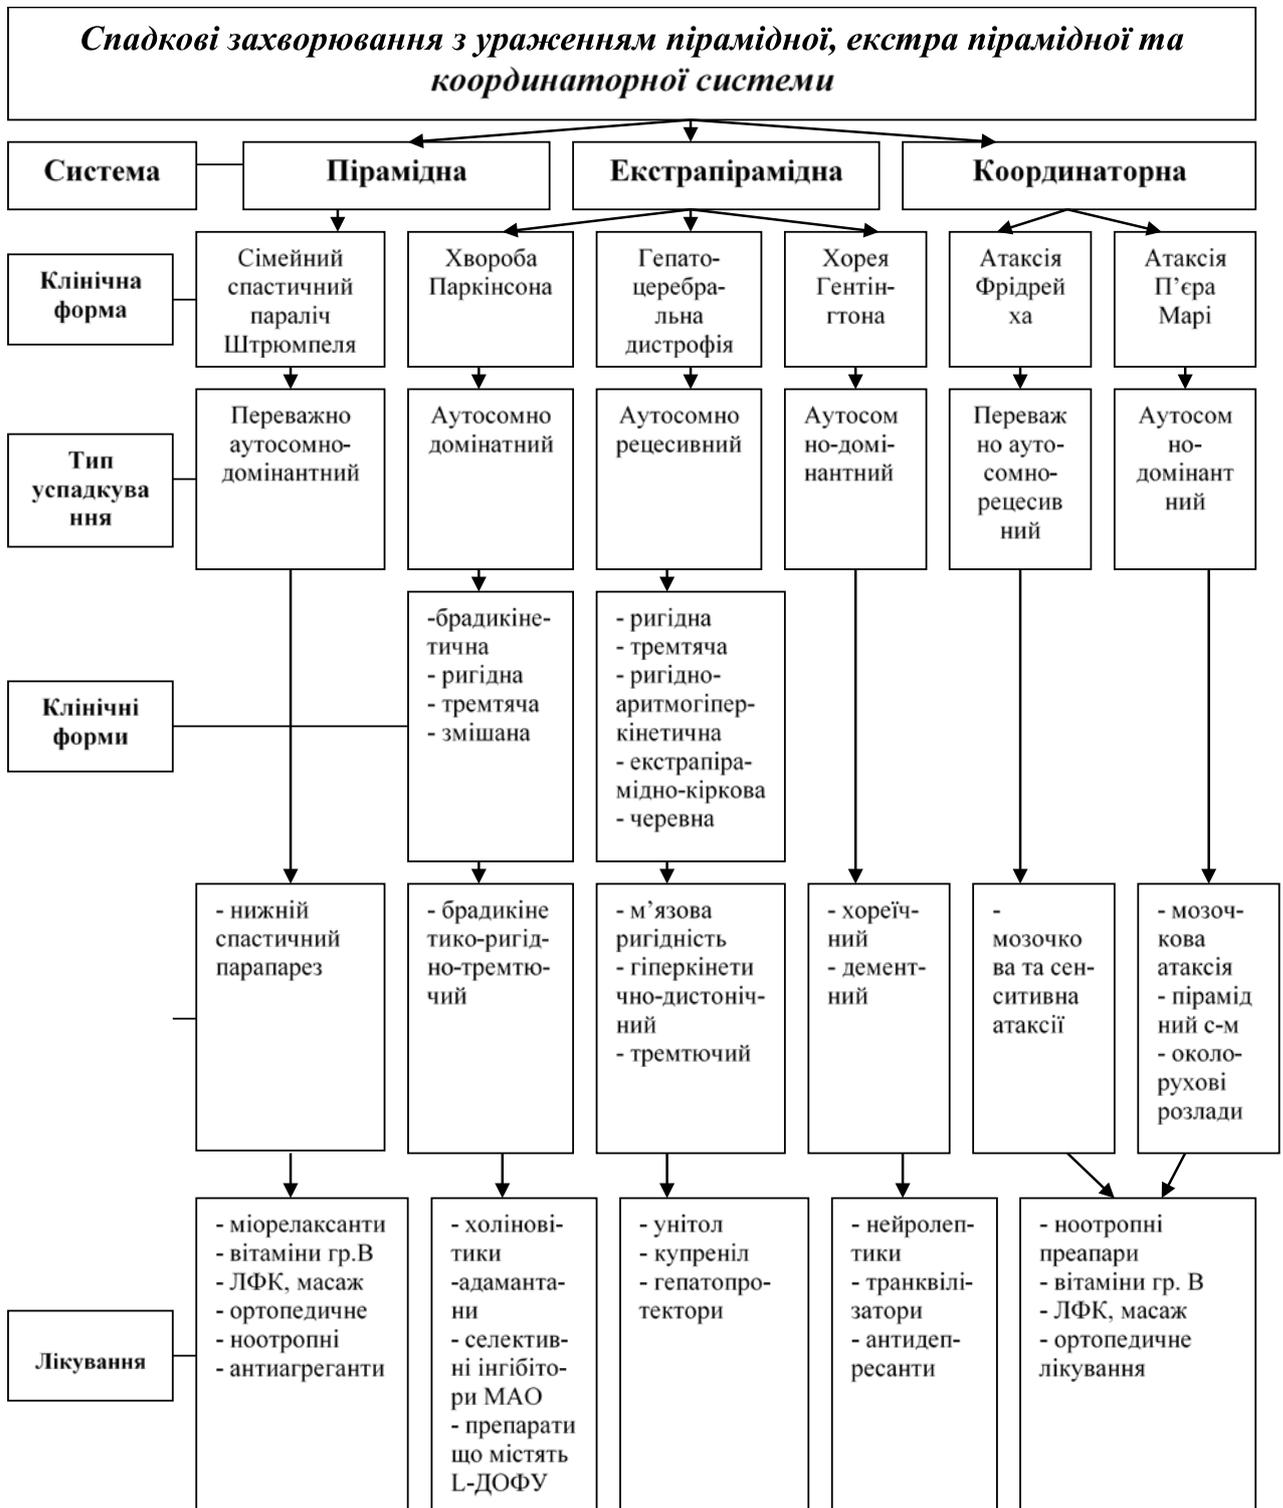 Спадкові захворювання з ураженням пірамідної, екстра пірамідної та
координаторної системи
Система
Пірамідна
Екстрапірамідна
Координаторна
Клінічна
форма
Сімейний
спастичний
параліч
Штрюмпеля
Хвороба
Паркінсона
Гепато-
церебра-
льна
дистрофія
Хорея
Гентін-
гтона
Атаксія
Фрідрей
ха
Атаксія
П’єра
Марі
Тип
успадкува
ння
Переважно
аутосомно-
домінантний
Аутосомно
домінатний
Аутосомно
рецесивний
Аутосом
но-домі-
нантний
Переваж
но ауто-
сомно-
рецесив
ний
Аутосом
но-
домінант
ний
Клінічні
форми
-брадикіне-
тична
- ригідна
- тремтяча
- змішана
- ригідна
- тремтяча
- ригідно-
аритмогіпер-
кінетична
- екстрапіра-
мідно-кіркова
- черевна
- нижній
спастичний
парапарез
- брадикіне
тико-ригід-
но-тремтю-
чий
- м’язова
ригідність
- гіперкінети
чно-дистоніч-
ний
- тремтючий
- хореїч-
ний
- демент-
ний
-
мозочко
ва та сен-
ситивна
атаксії
- мозоч-
кова
атаксія
- пірамід
ний с-м
- около-
рухові
розлади
Лікування
- міорелаксанти
- вітаміни гр.В
- ЛФК, масаж
- ортопедичне
- ноотропні
- антиагреганти
- холінові-
тики
-адаманта-
ни
- селектив-
ні інгібіто-
ри МАО
- препарати
що містять
L-ДОФУ
- унітол
- купреніл
- гепатопро-
тектори
- нейролеп-
тики
- транквілі-
затори
- антидеп-
ресанти
- ноотропні
преапари
- вітаміни гр. В
- ЛФК, масаж
- ортопедичне
лікування